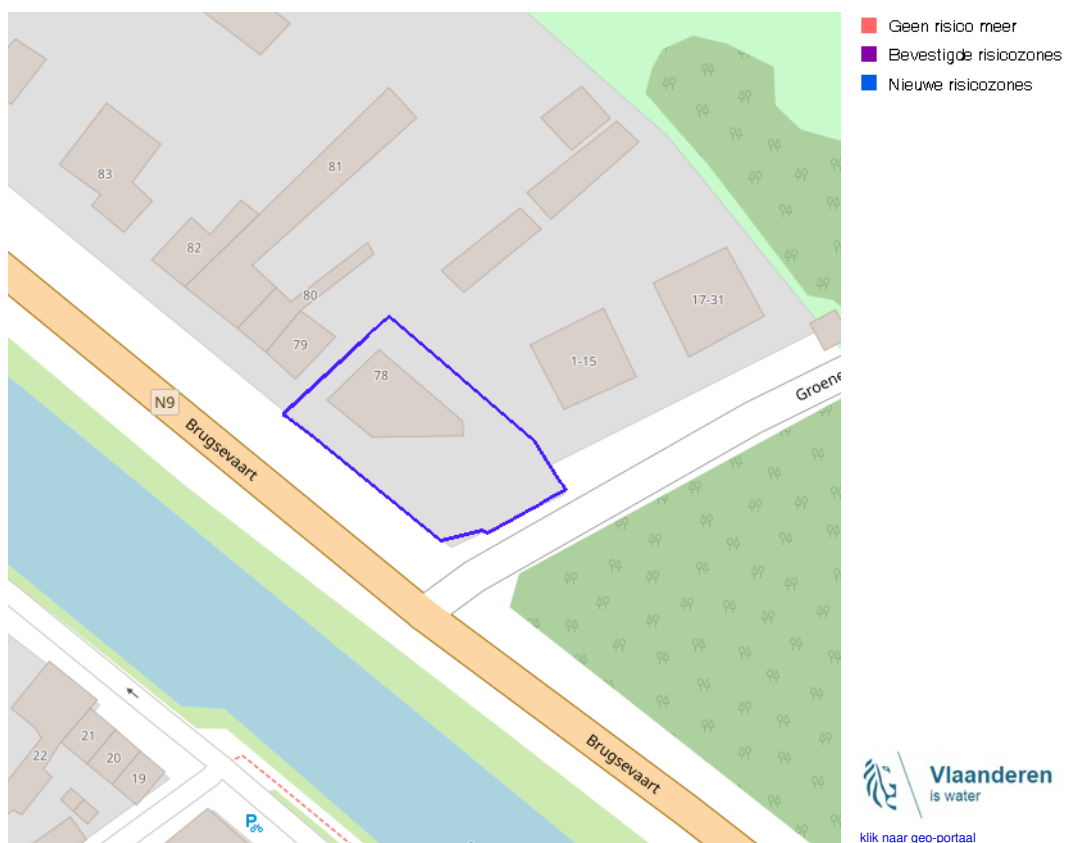 Geen risico meer
Bevestigde risicozones
Nieuwe risicozones
83
81
82
80
79
78
17-31
1-15
N9
Brugsevaart
Brugsevaart
22
21
20
19
P
Vlaanderen
is water
klik naar geo-portaal